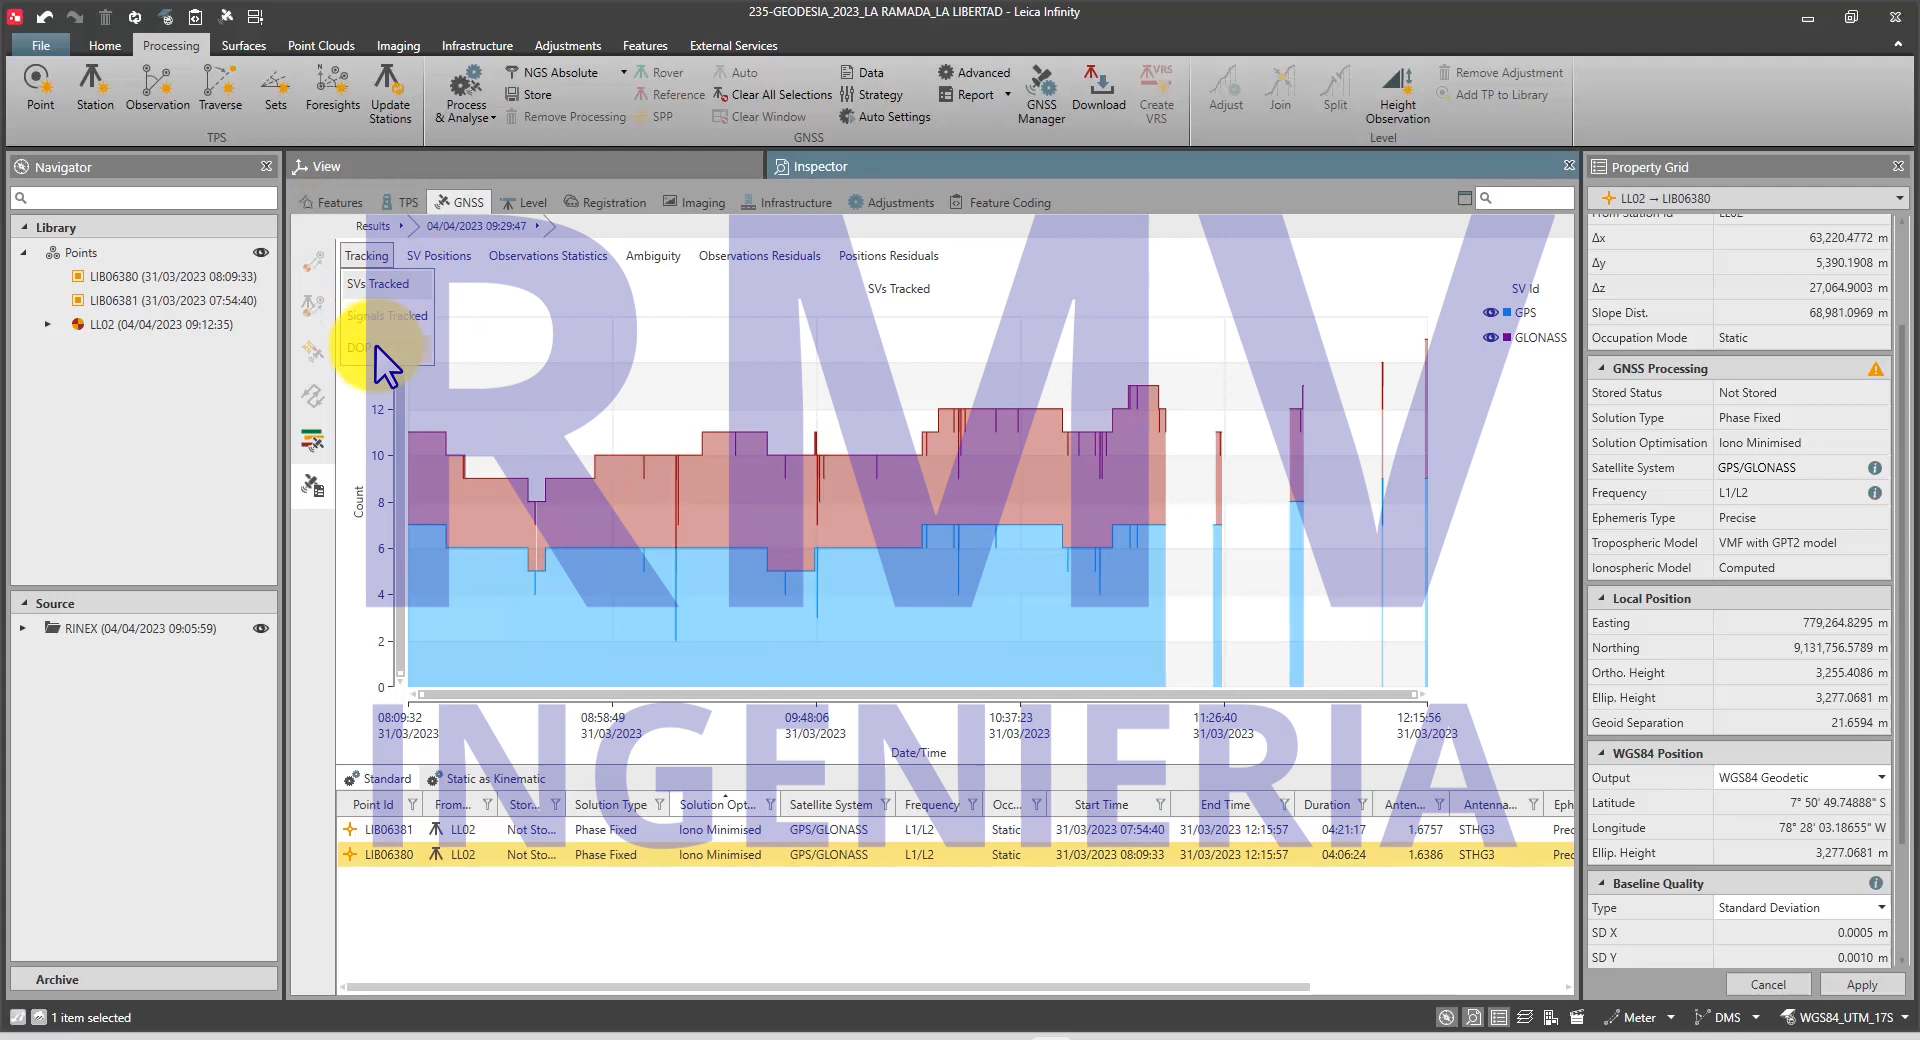 235-GEODESIA_2023_LA RAMADA_LA LIBERTAD - Leica Infinity
File Home Processing Surfaces Point Clouds Imaging Infrastructure Adjustments Features External Services
Point Station Observation Traverse Sets Foresights Update Stations
TPS
Process & Analyse
NGS Absolute
Store
Remove Processing
Rover
Reference
SPP
Auto
Clear All Selections
Clear Window
Data
Strategy
Auto Settings
Advanced
Report
GNSS Manager
Download
Create VRS
GNSS
Adjust Join Split Height Observation
Remove Adjustment
Add TP to Library
Level
Navigator
Library
Points
LIB06380 (31/03/2023 08:09:33)
LIB06381 (31/03/2023 07:54:40)
LL02 (04/04/2023 09:12:35)
Source
RINEX (04/04/2023 09:05:59)
Archive
View
Inspector
Features TPS GNSS Level Registration Imaging Infrastructure Adjustments Feature Coding
Results 04/04/2023 09:29:47
Tracking SV Positions Observations Statistics Ambiguity Observations Residuals Positions Residuals
SVs Tracked
Signals Tracked
DOP
SVs Tracked
SV Id
GPS
GLONASS
Count
12
10
8
6
4
2
0
08:09:32 31/03/2023
08:58:49 31/03/2023
09:48:06 31/03/2023
10:37:23 31/03/2023
11:26:40 31/03/2023
12:15:56 31/03/2023
Date/Time
RMV
INGENIERIA
Standard Static as Kinematic
Point Id From... Stor... Solution Type Solution Opt... Satellite System Frequency Occ... Start Time End Time Duration Anten... Antenna... Eph
LIB06381 LL02 Not Sto... Phase Fixed Iono Minimised GPS/GLONASS L1/L2 Static 31/03/2023 07:54:40 31/03/2023 12:15:57 04:21:17 1.6757 STHG3 Prec
LIB06380 LL02 Not Sto... Phase Fixed Iono Minimised GPS/GLONASS L1/L2 Static 31/03/2023 08:09:33 31/03/2023 12:15:57 04:06:24 1.6386 STHG3 Prec
Property Grid
LL02 → LIB06380
Δx 63,220.4772 m
Δy 5,390.1908 m
Δz 27,064.9003 m
Slope Dist. 68,981.0969 m
Occupation Mode Static
GNSS Processing
Stored Status Not Stored
Solution Type Phase Fixed
Solution Optimisation Iono Minimised
Satellite System GPS/GLONASS
Frequency L1/L2
Ephemeris Type Precise
Tropospheric Model VMF with GPT2 model
Ionospheric Model Computed
Local Position
Easting 779,264.8295 m
Northing 9,131,756.5789 m
Ortho. Height 3,255.4086 m
Ellip. Height 3,277.0681 m
Geoid Separation 21.6594 m
WGS84 Position
Output WGS84 Geodetic
Latitude 7° 50' 49.74888" S
Longitude 78° 28' 03.18655" W
Ellip. Height 3,277.0681 m
Baseline Quality
Type Standard Deviation
SD X 0.0005 m
SD Y 0.0010 m
Cancel Apply
1 item selected
Meter DMS WGS84_UTM_17S